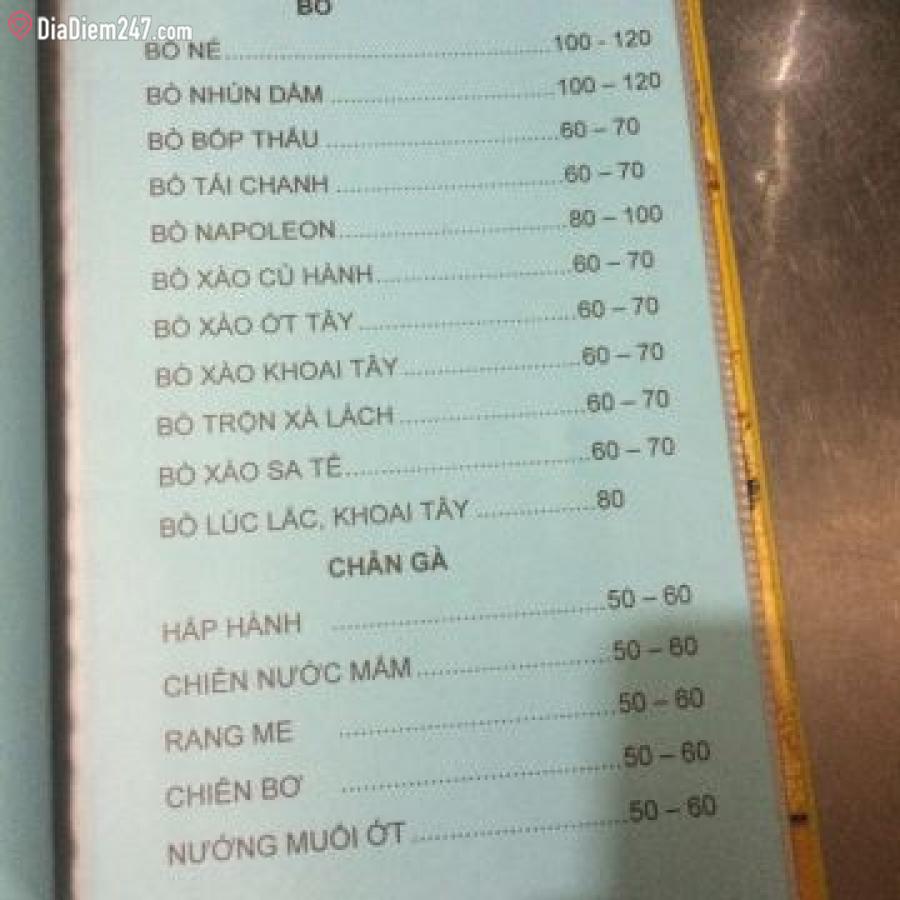 DiaDiem247.com
BÒ
BÒ NÉ 100 - 120
BÒ NHÚN DẤM 100 – 120
BÒ BÓP THẤU 60 – 70
BÒ TÁI CHANH 60 – 70
BÒ NAPOLEON 80 – 100
BÒ XÀO CỦ HÀNH 60 – 70
BÒ XÀO ỚT TÂY 60 – 70
BÒ XÀO KHOAI TÂY 60 – 70
BÒ TRỘN XÀ LÁCH 60 – 70
BÒ XÀO SA TẾ 60 – 70
BÒ LÚC LẮC, KHOAI TÂY 80
CHÂN GÀ
HẤP HÀNH 50 – 60
CHIÊN NƯỚC MẮM 50 – 60
RANG ME 50 – 60
CHIÊN BƠ 50 – 60
NƯỚNG MUỐI ỚT 50 – 60